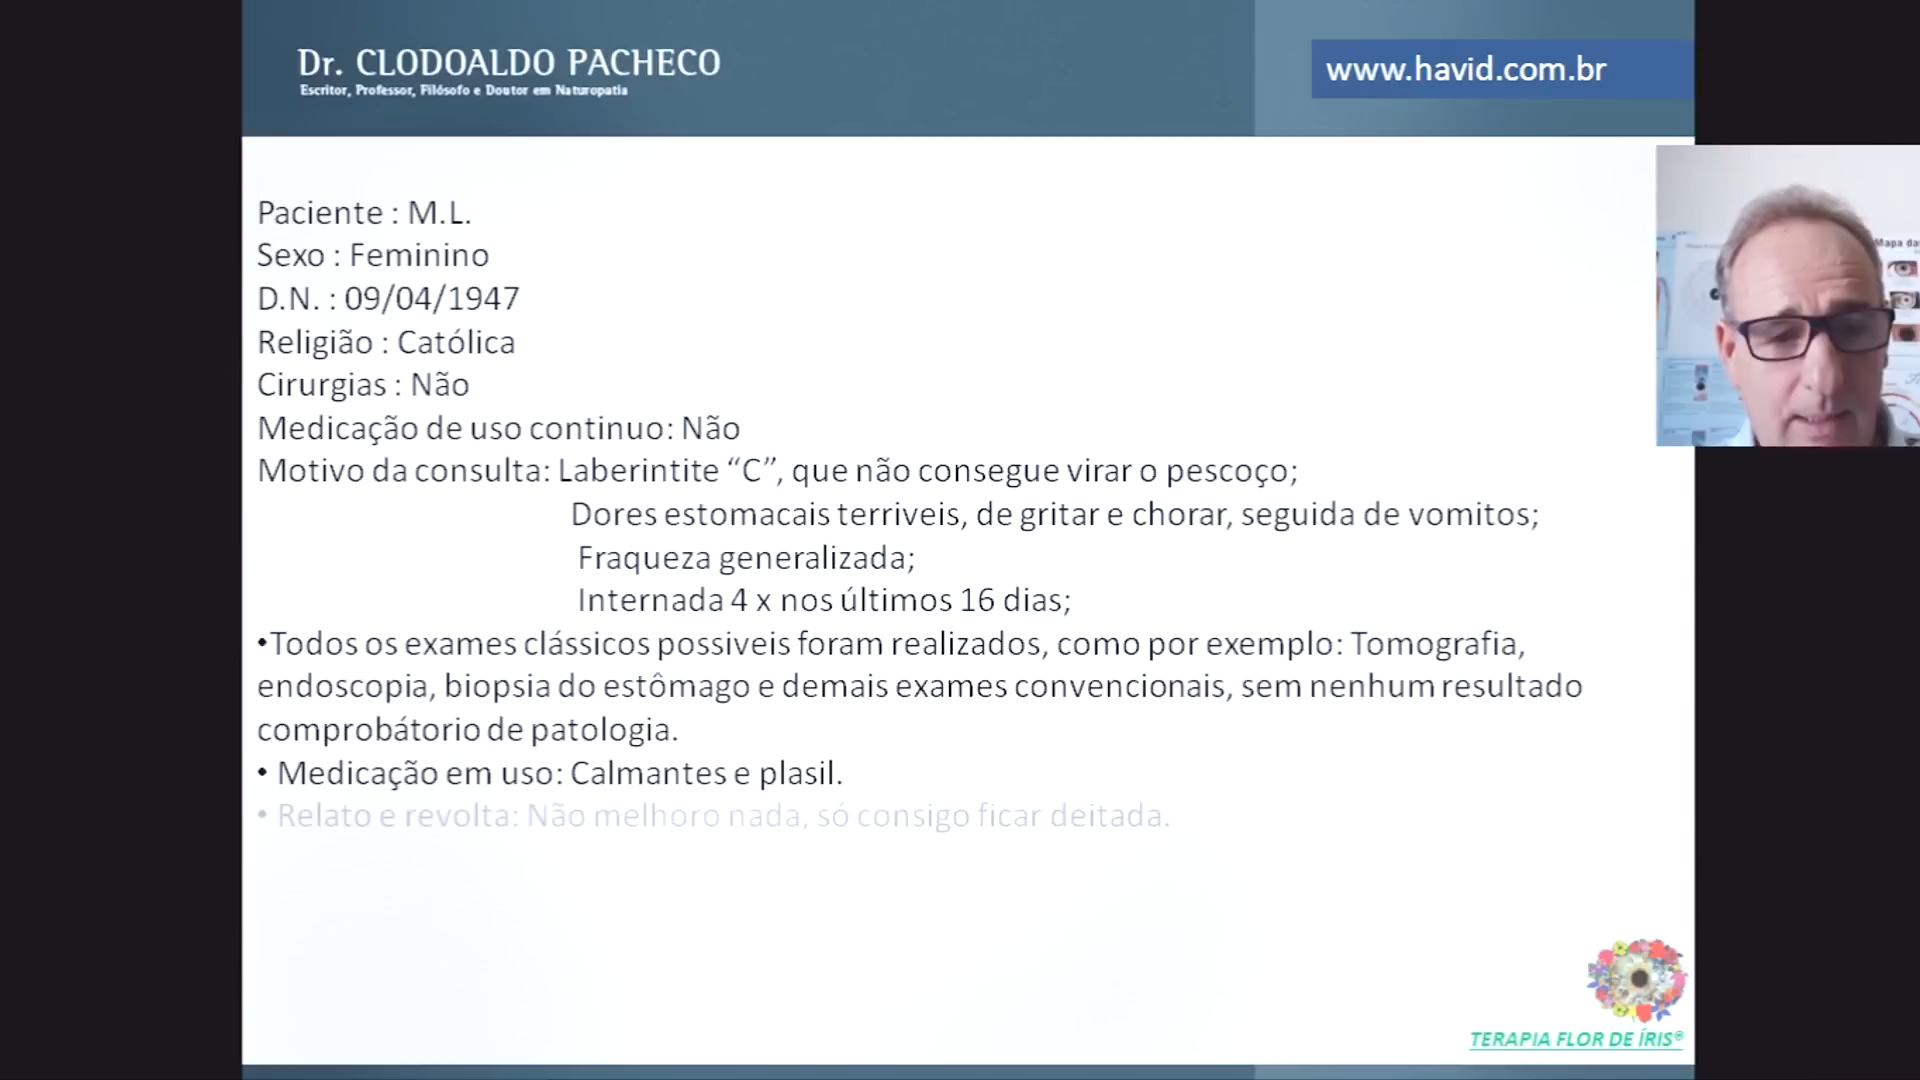 Dr. CLODOALDO PACHECO
Escritor, Professor, Filósofo e Doutor em Naturopatia
www.havid.com.br
Paciente : M.L.
Sexo : Feminino
D.N. : 09/04/1947
Religião : Católica
Cirurgias : Não
Medicação de uso continuo: Não
Motivo da consulta: Laberintite “C”, que não consegue virar o pescoço;
Dores estomacais terriveis, de gritar e chorar, seguida de vomitos;
Fraqueza generalizada;
Internada 4 x nos últimos 16 dias;
•Todos os exames clássicos possiveis foram realizados, como por exemplo: Tomografia,
endoscopia, biopsia do estômago e demais exames convencionais, sem nenhum resultado
comprobátorio de patologia.
• Medicação em uso: Calmantes e plasil.
• Relato e revolta: Não melhoro nada, só consigo ficar deitada.
Mapa da
TERAPIA FLOR DE ÍRIS®